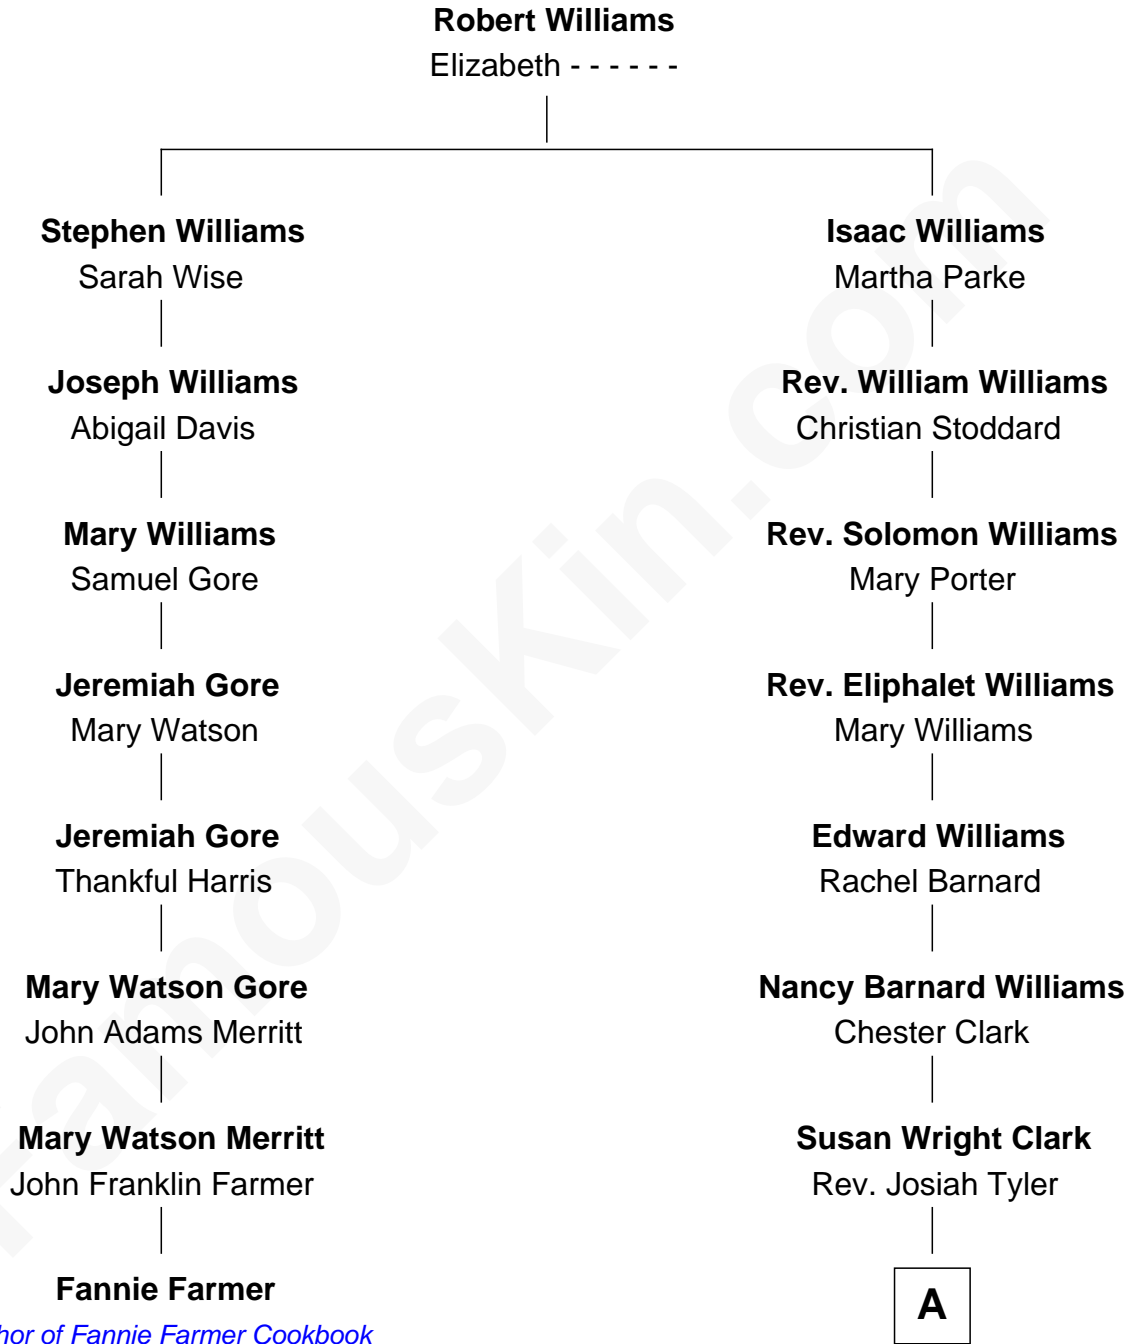 Robert Williams
Elizabeth - - - - - -
Stephen Williams
Sarah Wise
Isaac Williams
Martha Parke
Joseph Williams
Abigail Davis
Rev. William Williams
Christian Stoddard
Mary Williams
Samuel Gore
Rev. Solomon Williams
Mary Porter
Jeremiah Gore
Mary Watson
Rev. Eliphalet Williams
Mary Williams
Jeremiah Gore
Thankful Harris
Edward Williams
Rachel Barnard
Mary Watson Gore
John Adams Merritt
Nancy Barnard Williams
Chester Clark
Mary Watson Merritt
John Franklin Farmer
Susan Wright Clark
Rev. Josiah Tyler
Fannie Farmer
hor of Fannie Farmer Cookbook
A
FamousKin.com